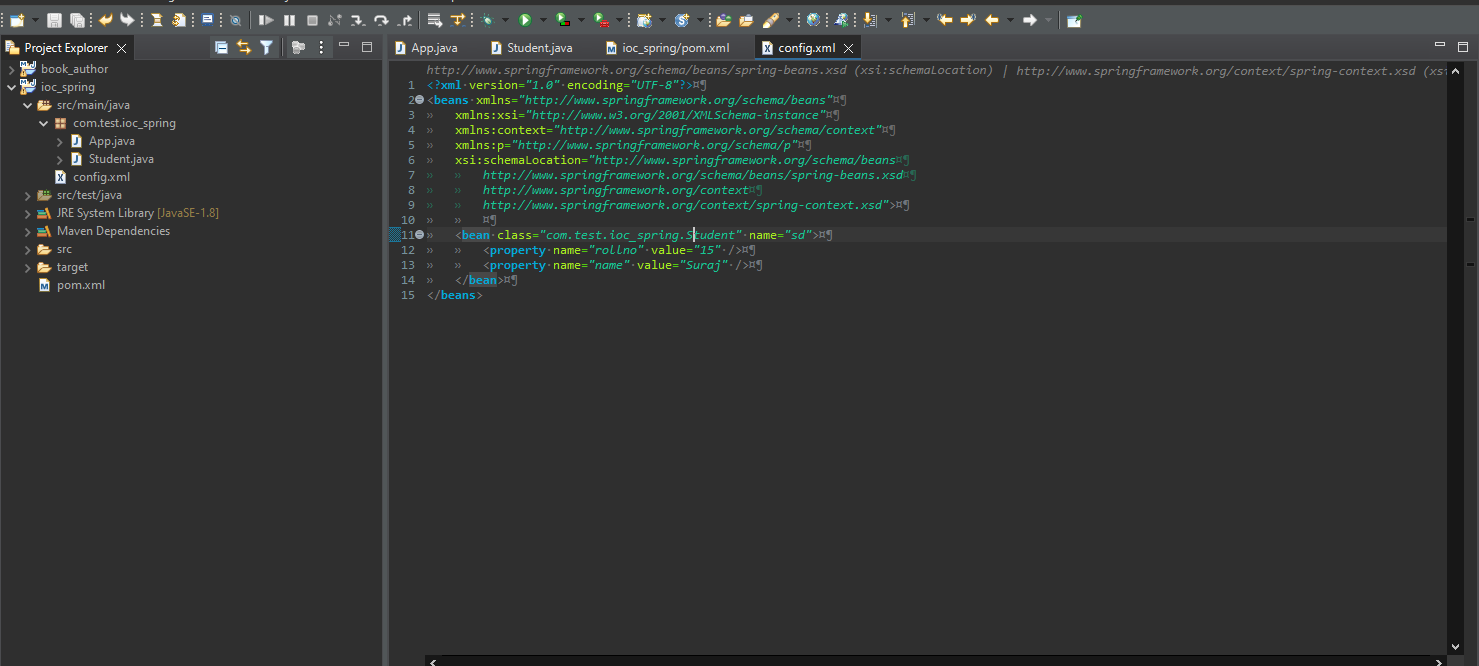 Project Explorer
book_author
ioc_spring
src/main/java
com.test.ioc_spring
App.java
Student.java
config.xml
src/test/java
JRE System Library [JavaSE-1.8]
Maven Dependencies
src
target
pom.xml
App.java Student.java ioc_spring/pom.xml config.xml
http://www.springframework.org/schema/beans/spring-beans.xsd (xsi:schemaLocation) | http://www.springframework.org/context/spring-context.xsd (xsi
1 <?xml version="1.0" encoding="UTF-8"?>¤¶
2 <beans xmlns="http://www.springframework.org/schema/beans"¤¶
3 » xmlns:xsi="http://www.w3.org/2001/XMLSchema-instance"¤¶
4 » xmlns:context="http://www.springframework.org/schema/context"¤¶
5 » xmlns:p="http://www.springframework.org/schema/p"¤¶
6 » xsi:schemaLocation="http://www.springframework.org/schema/beans¤¶
7 » » http://www.springframework.org/schema/beans/spring-beans.xsd¤¶
8 » » http://www.springframework.org/context¤¶
9 » » http://www.springframework.org/context/spring-context.xsd">¤¶
10 » » ¤¶
11 » <bean class="com.test.ioc_spring.Student" name="sd">¤¶
12 » » <property name="rollno" value="15" />¤¶
13 » » <property name="name" value="Suraj" />¤¶
14 » </bean>¤¶
15 </beans>